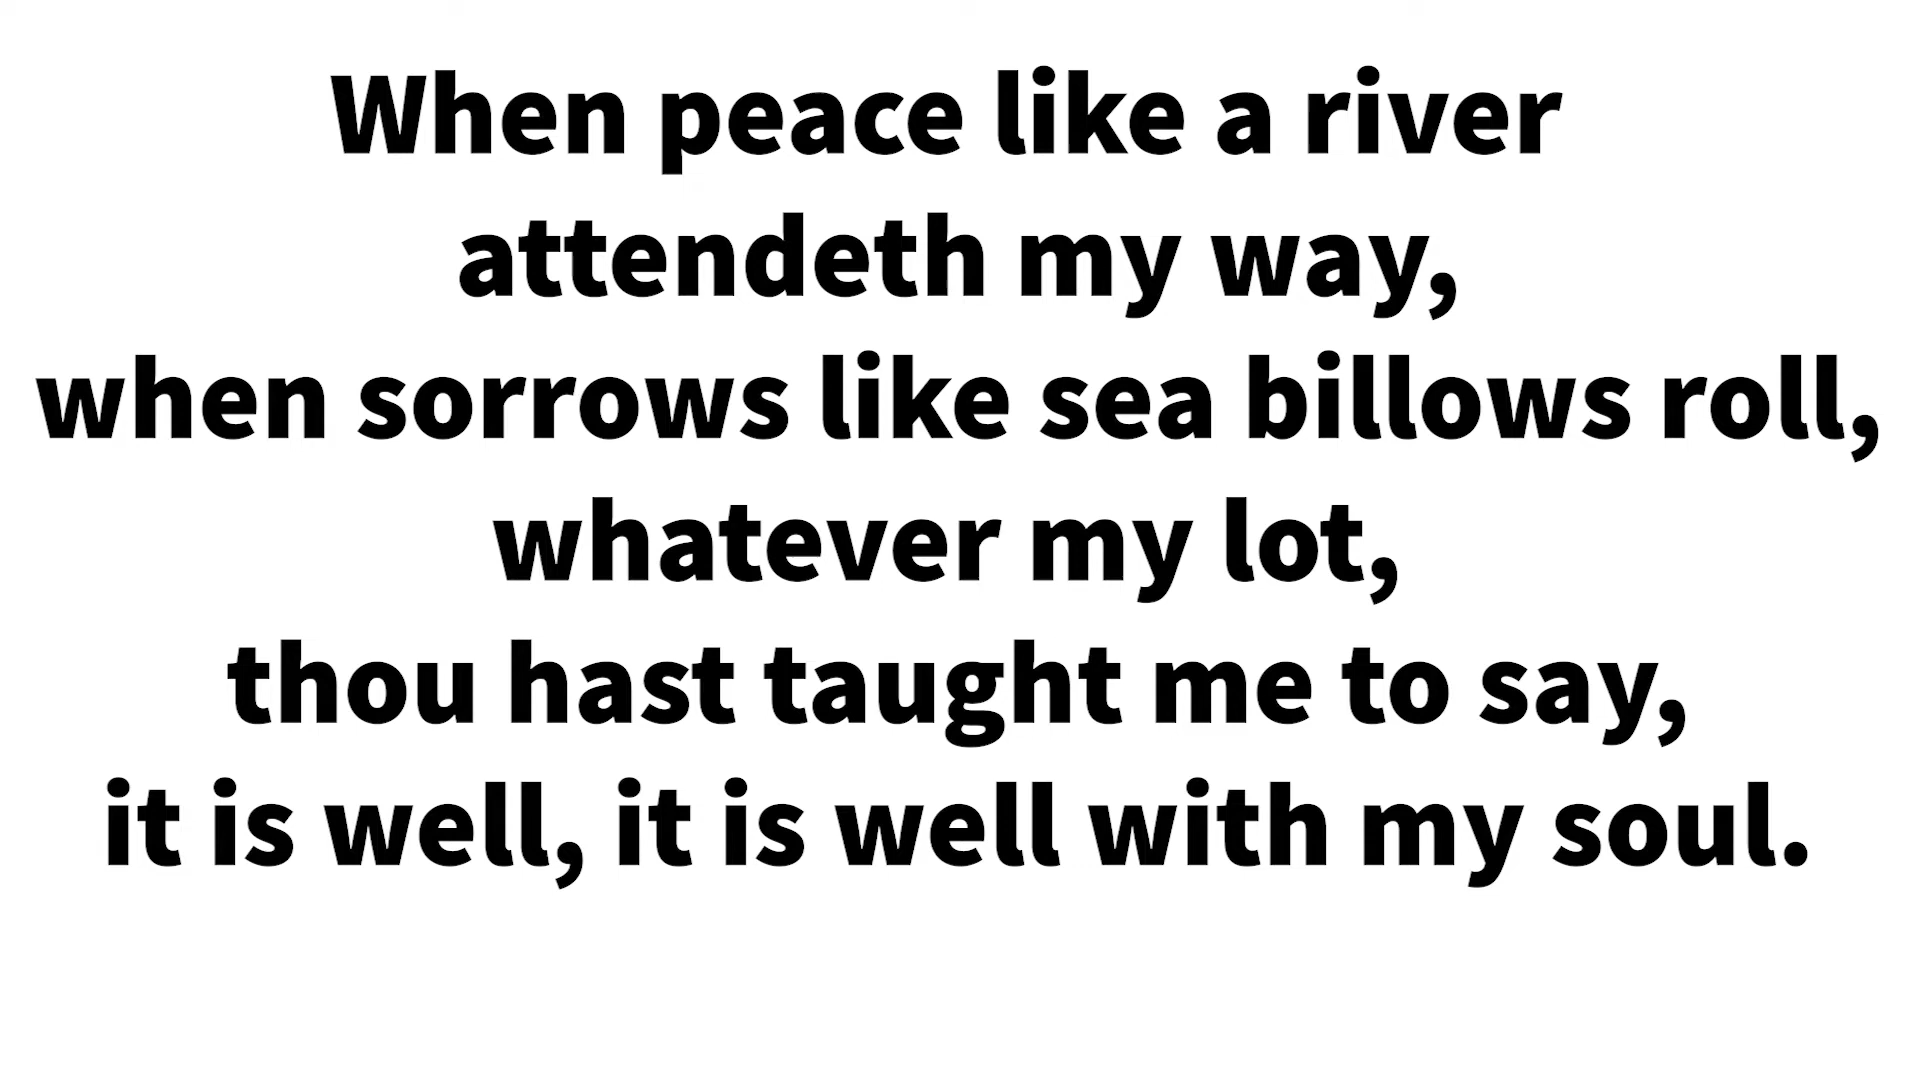 When peace like a river
attendeth my way,
when sorrows like sea billows roll,
whatever my lot,
thou hast taught me to say,
it is well, it is well with my soul.